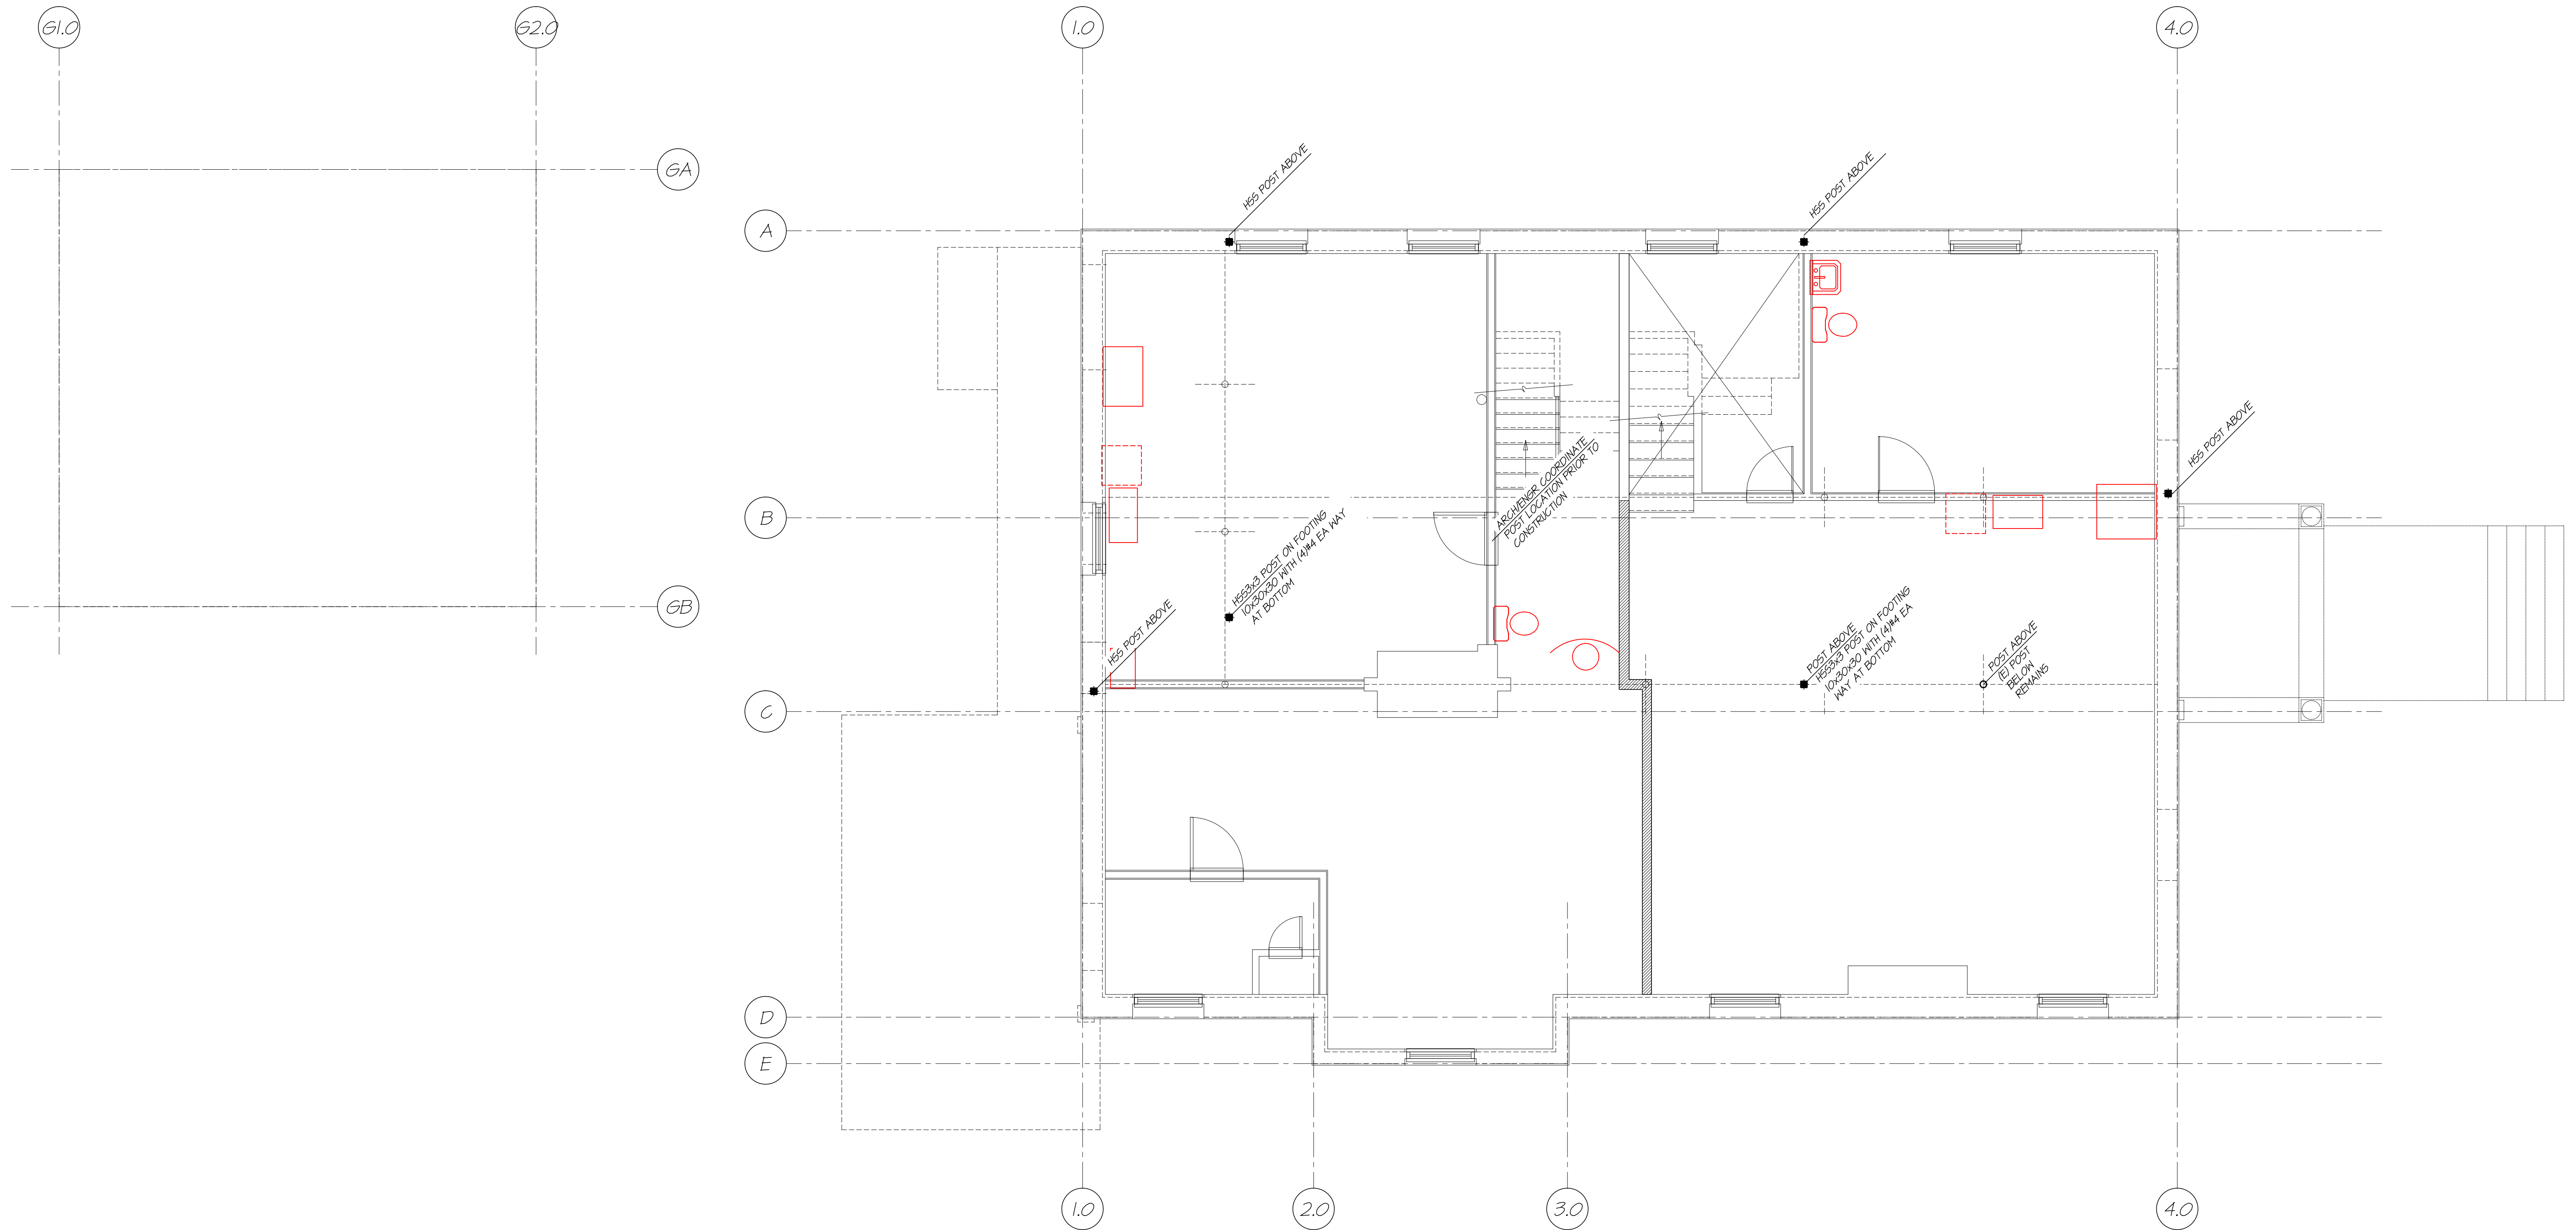 G1.0
G2.0
1.0
4.0
GA
A
HSS POST ABOVE
HSS POST ABOVE
HSS POST ABOVE
B
ARCH/ENGR COORDINATE
POST LOCATION PRIOR TO
CONSTRUCTION
HSS3x3 POST ON FOOTING
10x30x30 WITH (4)#4 EA WAY
AT BOTTOM
GB
HSS POST ABOVE
POST ABOVE
HSS3x3 POST ON FOOTING
10x30x30 WITH (4)#4 EA
WAY AT BOTTOM
POST ABOVE
(E) POST
BELOW
REMAINS
C
D
E
1.0
2.0
3.0
4.0